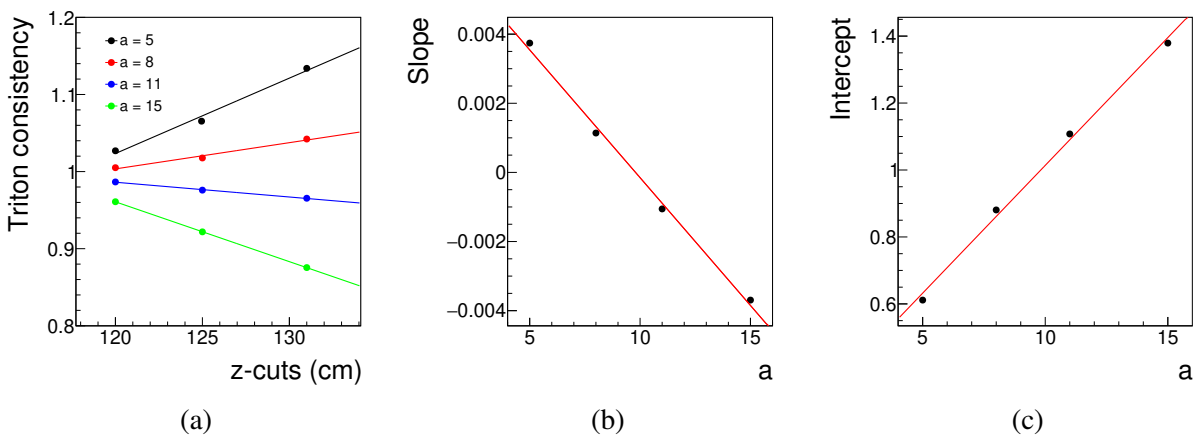 Triton consistency
1.2
1.1
1
0.9
0.8
a = 5
a = 8
a = 11
a = 15
120 125 130
z-cuts (cm)
(a)
Slope
0.004
0.002
0
−0.002
−0.004
5 10 15
a
(b)
Intercept
1.4
1.2
1
0.8
0.6
5 10 15
a
(c)